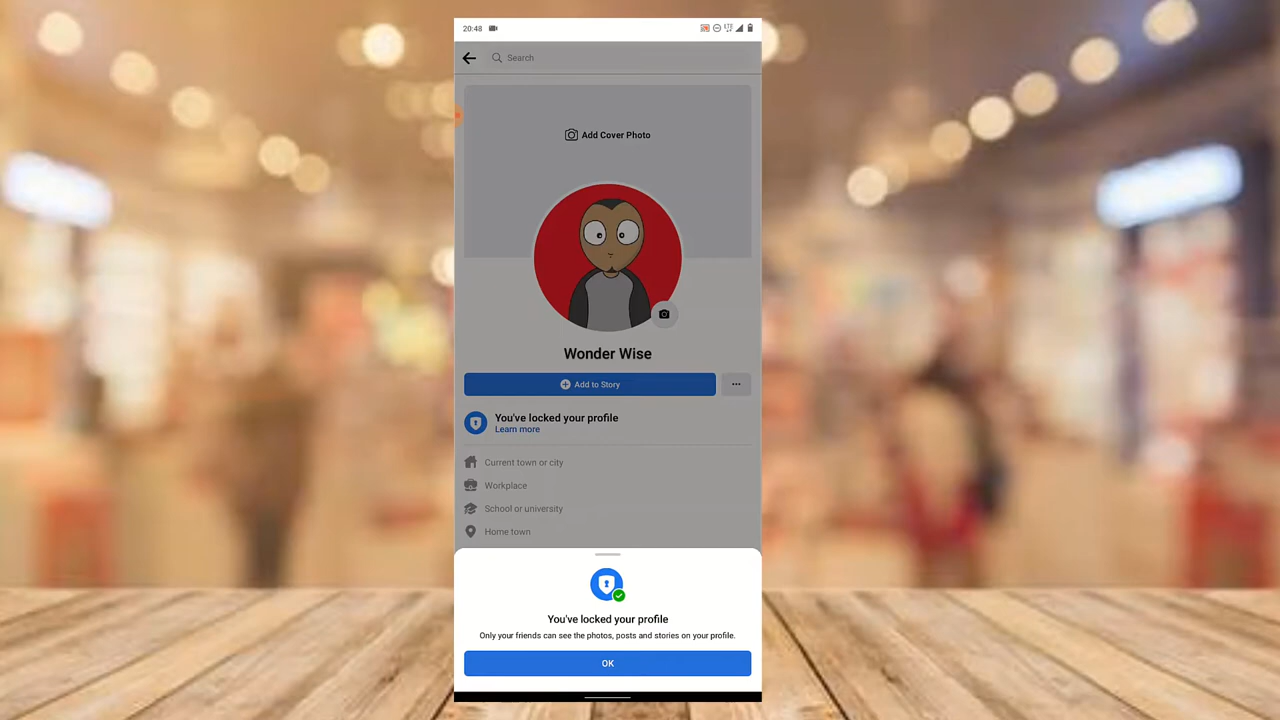 20:48
Search
Add Cover Photo
Wonder Wise
Add to Story
You've locked your profile
Learn more
Current town or city
Workplace
School or university
Home town
You've locked your profile
Only your friends can see the photos, posts and stories on your profile.
OK